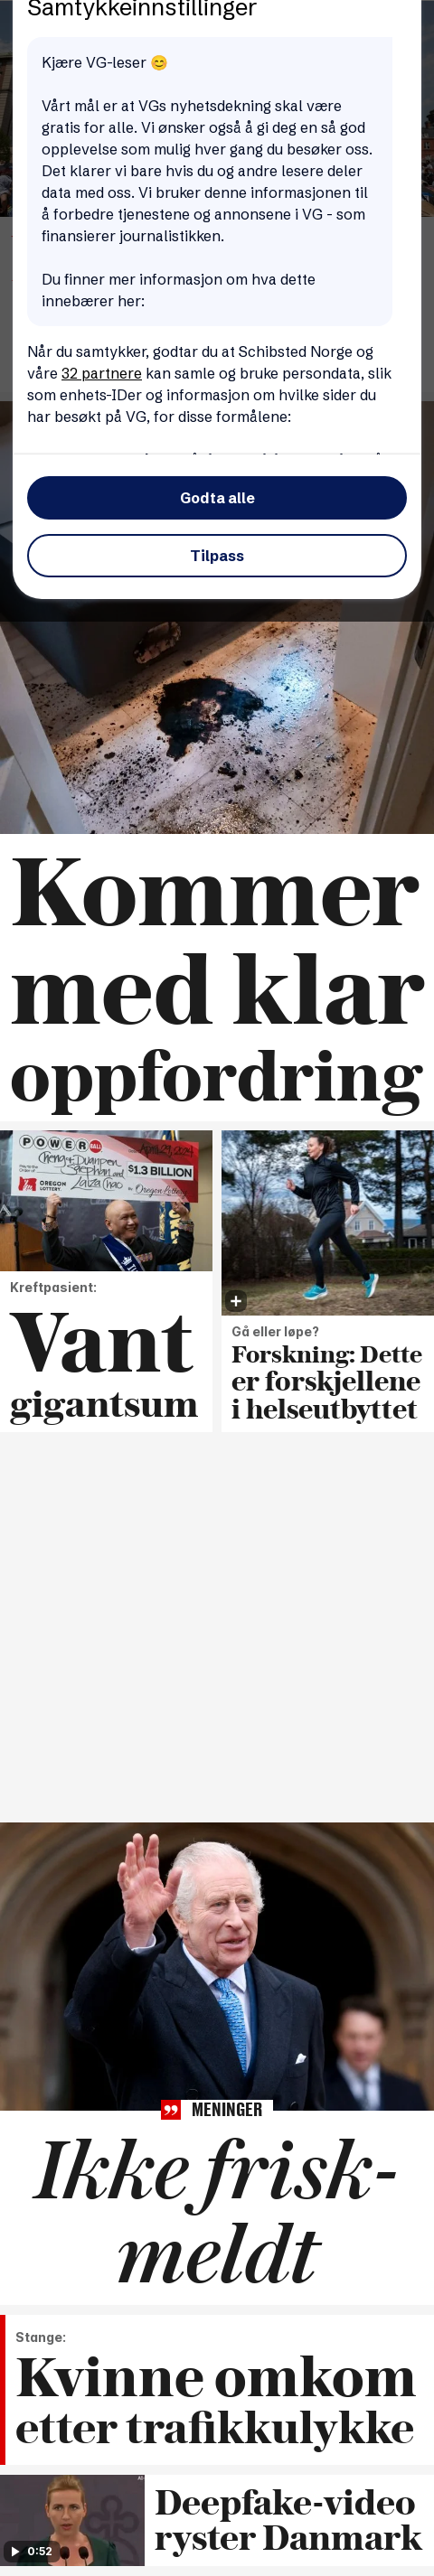 Samtykkeinnstillinger
Kjære VG-leser 😊
Vårt mål er at VGs nyhetsdekning skal være
gratis for alle. Vi ønsker også å gi deg en så god
opplevelse som mulig hver gang du besøker oss.
Det klarer vi bare hvis du og andre lesere deler
data med oss. Vi bruker denne informasjonen til
å forbedre tjenestene og annonsene i VG - som
finansierer journalistikken.
Du finner mer informasjon om hva dette
innebærer her:
Når du samtykker, godtar du at Schibsted Norge og
våre 32 partnere kan samle og bruke persondata, slik
som enhets-IDer og informasjon om hvilke sider du
har besøkt på VG, for disse formålene:
Godta alle
Tilpass
Kommer
med klar
oppfordring
POWERBALL
April 29, 2024
Cheng & Duanpen
Saephan and
Laiza Chao
$1.3 BILLION
OREGON
LOTTERY
Oregon Lottery
Kreftpasient:
Vant
gigantsum
Gå eller løpe?
Forskning: Dette
er forskjellene
i helseutbyttet
MENINGER
Ikke frisk-
meldt
Stange:
Kvinne omkom
etter trafikkulykke
0:52
Deepfake-video
ryster Danmark